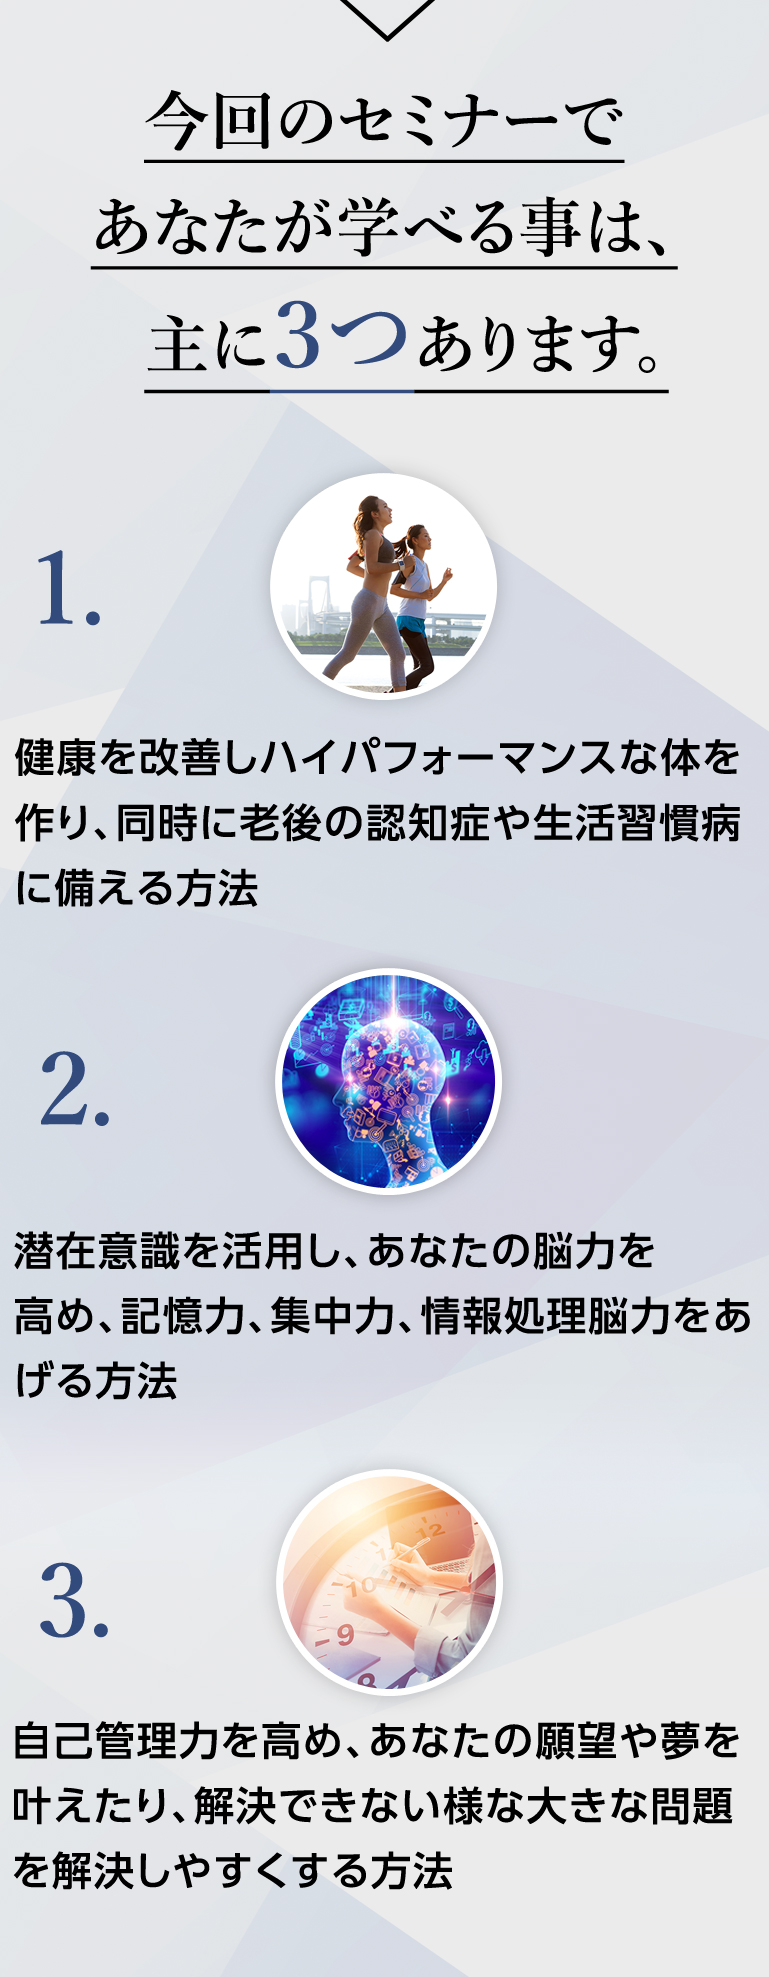 今回のセミナーで
あなたが学べる事は、
主に3つあります。
1.
健康を改善しハイパフォーマンスな体を
作り、同時に老後の認知症や生活習慣病
に備える方法
2.
潜在意識を活用し、あなたの脳力を
高め、記憶力、集中力、情報処理脳力をあ
げる方法
3.
12
11
10
9
8
自己管理力を高め、あなたの願望や夢を
叶えたり、解決できない様な大きな問題
を解決しやすくする方法